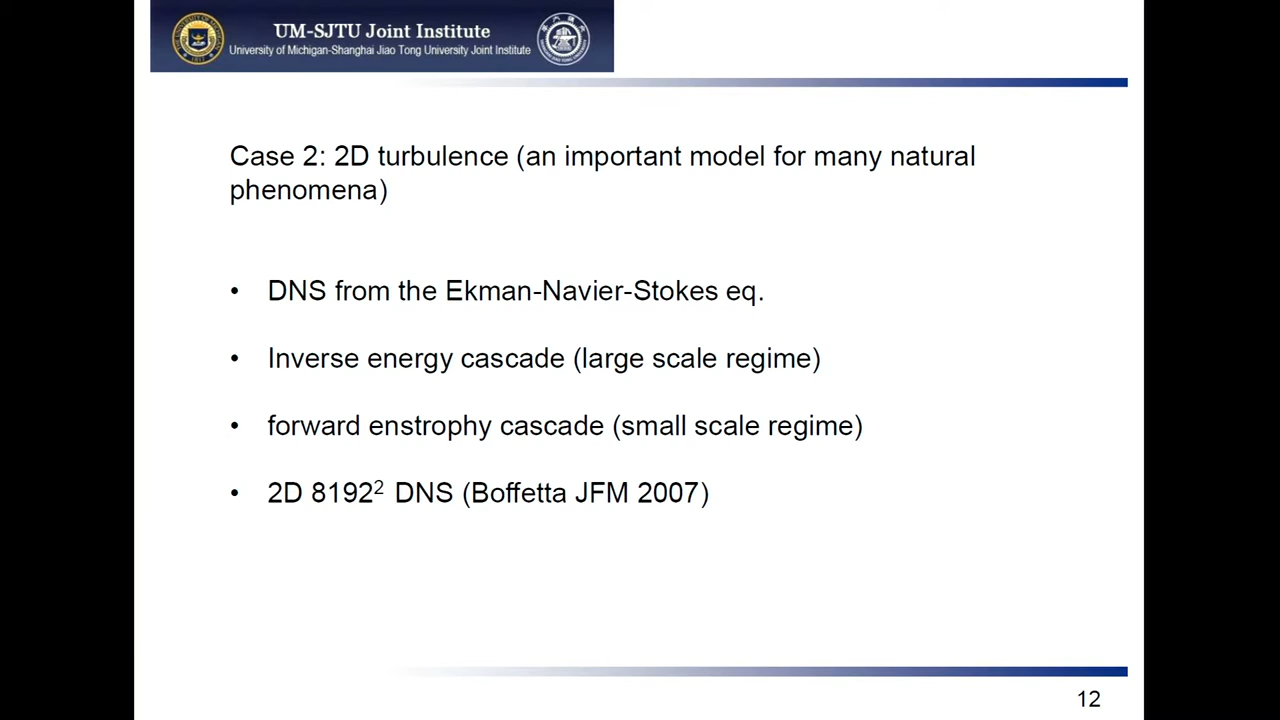 UM-SJTU Joint Institute
University of Michigan-Shanghai Jiao Tong University Joint Institute
Case 2: 2D turbulence (an important model for many natural
phenomena)
• DNS from the Ekman-Navier-Stokes eq.
• Inverse energy cascade (large scale regime)
• forward enstrophy cascade (small scale regime)
• 2D 8192² DNS (Boffetta JFM 2007)
12